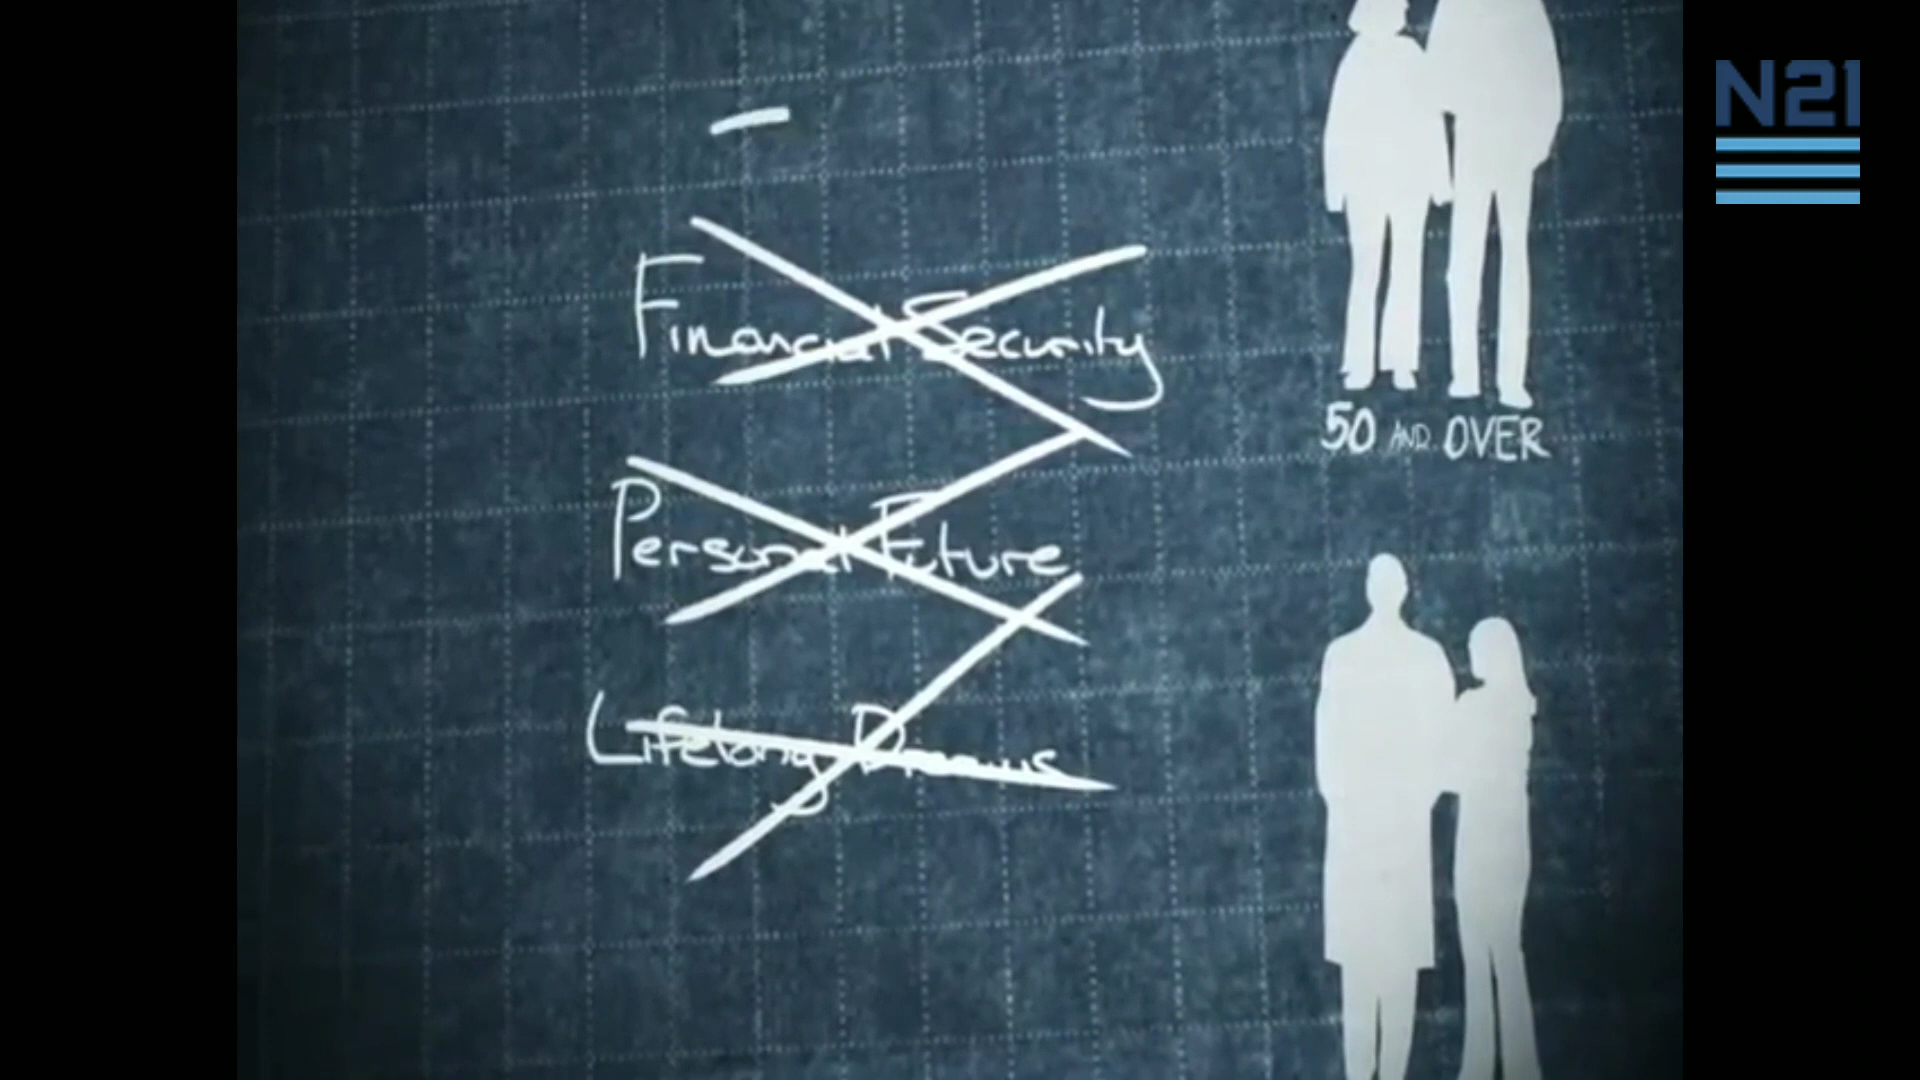 N21
Financial Security
50 AND OVER
Personal Future
Lifelong Dreams